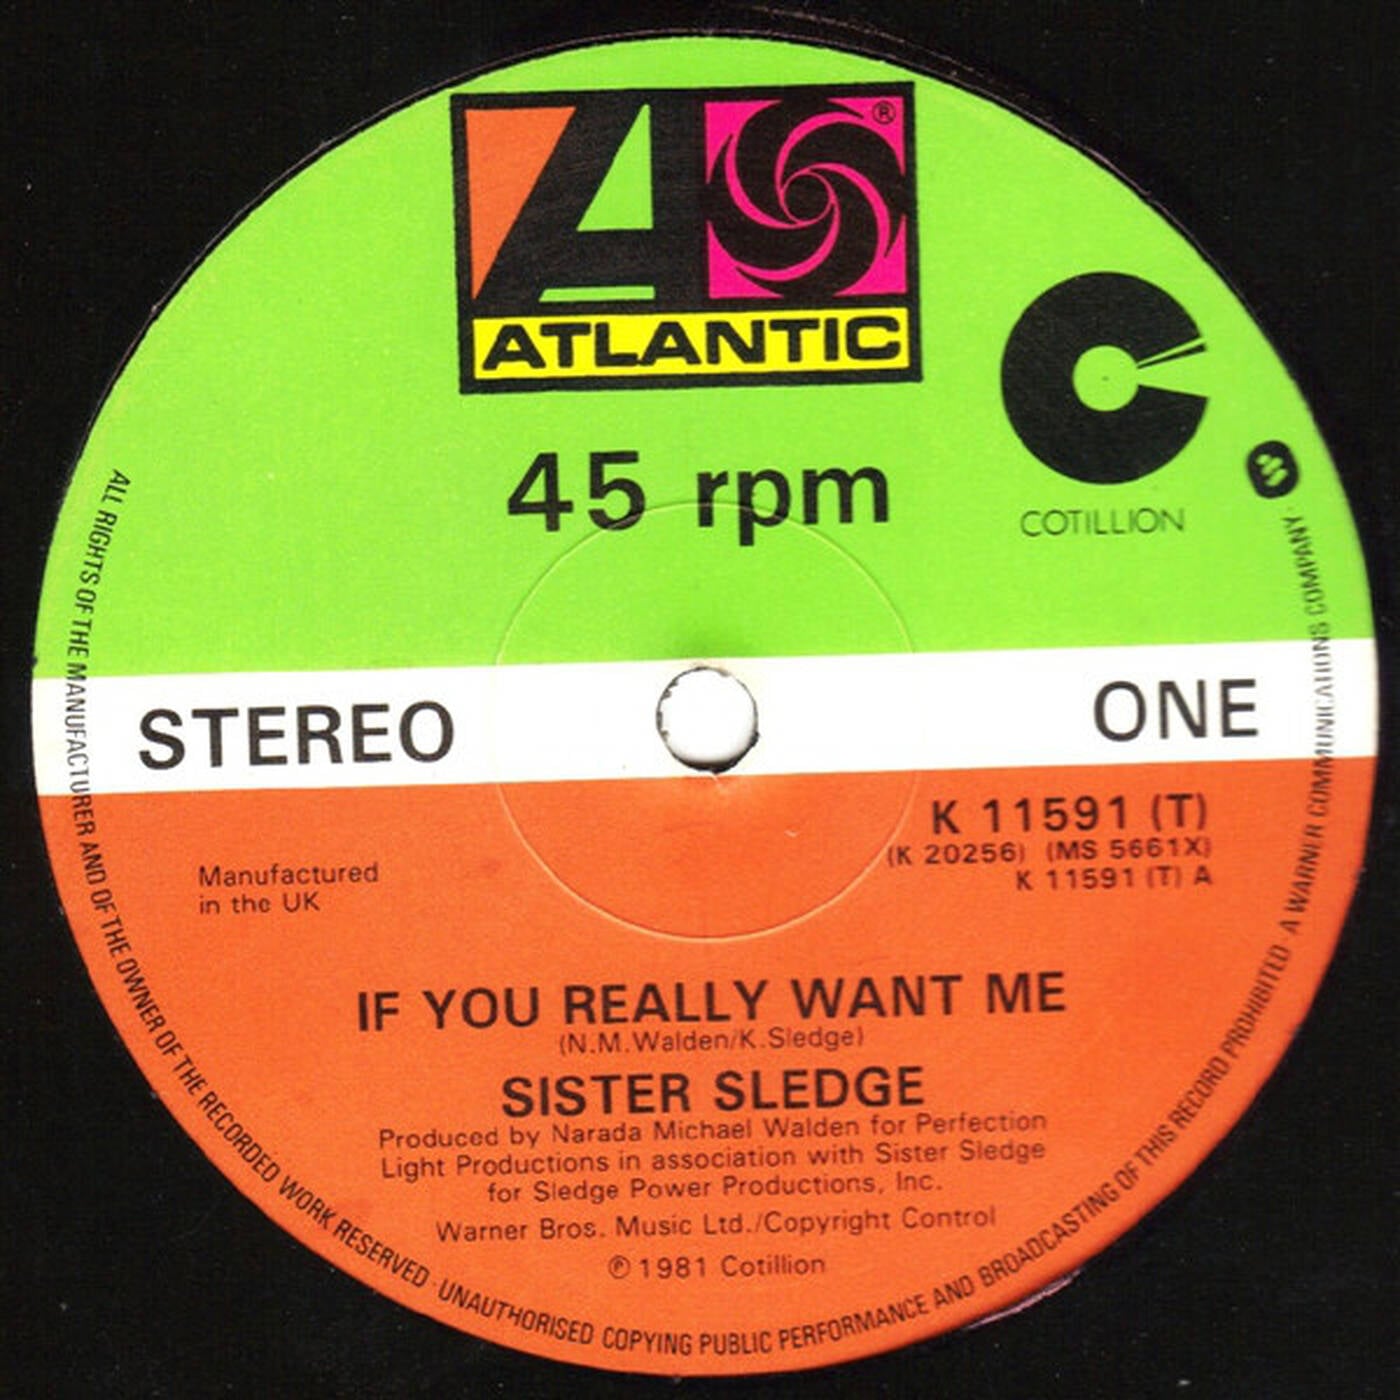 ®
ATLANTIC
45 rpm
COTILLION
STEREO
ONE
K 11591 (T)
(K 20256) (MS 5661X)
K 11591 (T) A
Manufactured
in the UK
IF YOU REALLY WANT ME
(N.M.Walden/K.Sledge)
SISTER SLEDGE
Produced by Narada Michael Walden for Perfection
Light Productions in association with Sister Sledge
for Sledge Power Productions, Inc.
Warner Bros. Music Ltd./Copyright Control
℗ 1981 Cotillion
ALL RIGHTS OF THE MANUFACTURER AND OF THE OWNER OF THE RECORDED WORK RESERVED · UNAUTHORISED COPYING PUBLIC PERFORMANCE AND BROADCASTING OF THIS RECORD PROHIBITED · A WARNER COMMUNICATIONS COMPANY ·